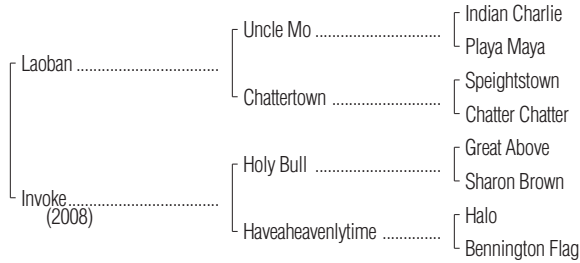 Indian Charlie
Uncle Mo
Playa Maya
Laoban
Speightstown
Chattertown
Chatter Chatter
Great Above
Holy Bull
Sharon Brown
Invoke
(2008)
Halo
Haveaheavenlytime
Bennington Flag